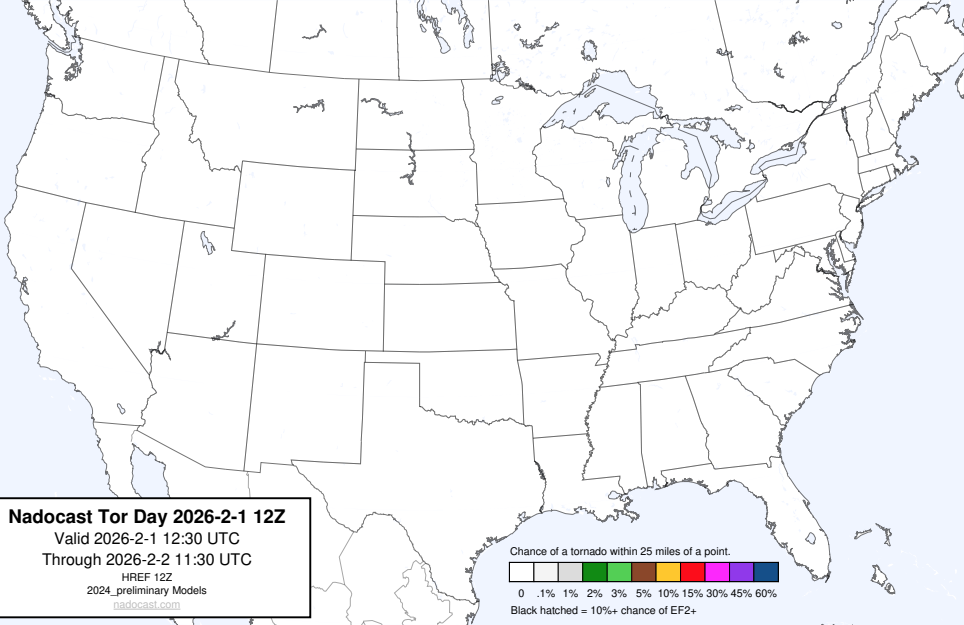 Nadocast Tor Day 2026-2-1 12Z
Valid 2026-2-1 12:30 UTC
Through 2026-2-2 11:30 UTC
HREF 12Z
2024_preliminary Models
nadocast.com
Chance of a tornado within 25 miles of a point.
0 .1% 1% 2% 3% 5% 10% 15% 30% 45% 60%
Black hatched = 10%+ chance of EF2+